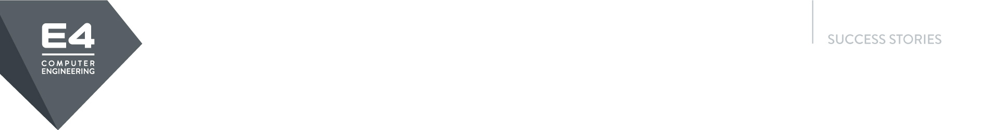 E4
COMPUTER
ENGINEERING
SUCCESS STORIES